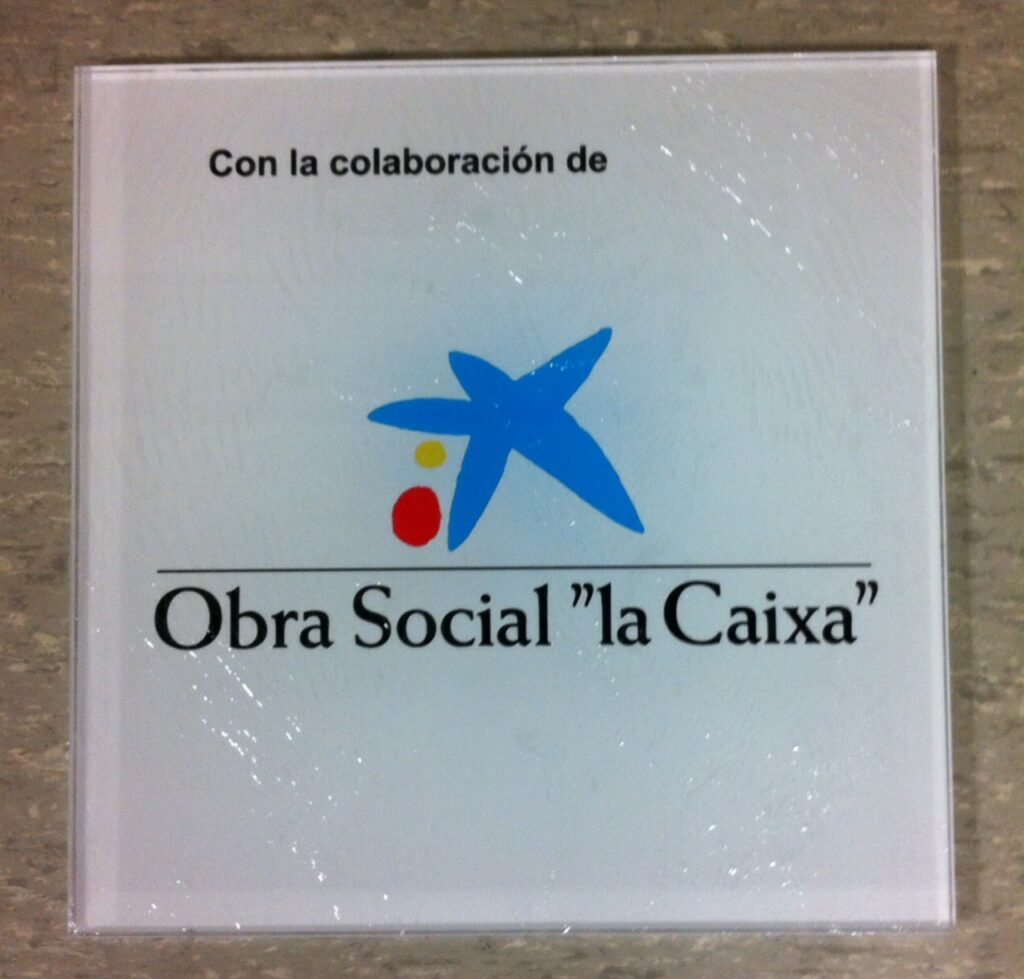 Con la colaboración de
Obra Social ”la Caixa”